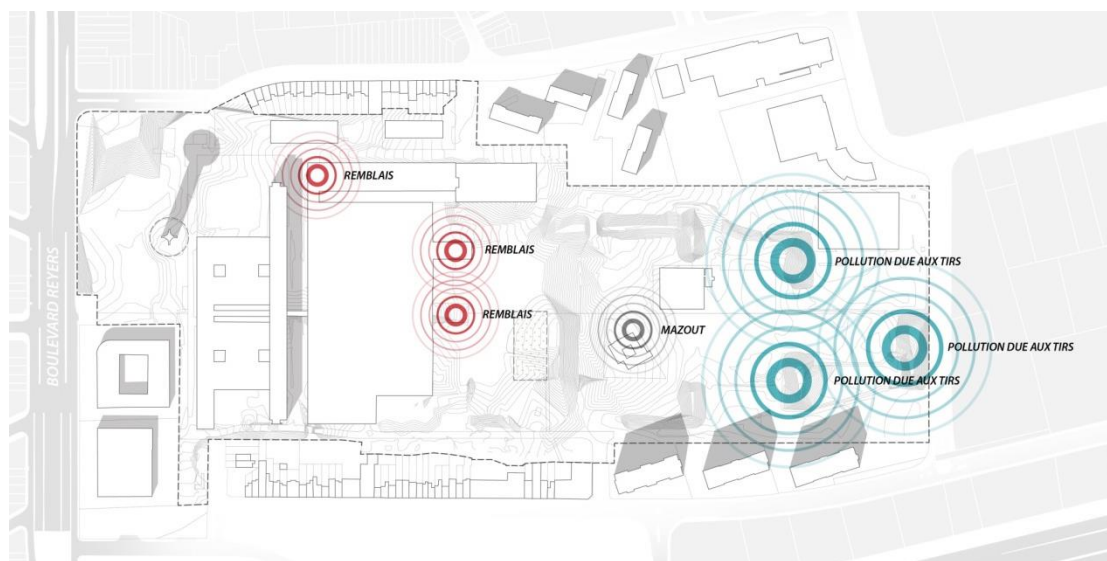 REMBLAIS
REMBLAIS
POLLUTION DUE AUX TIRS
REMBLAIS
MAZOUT
POLLUTION DUE AUX TIRS
POLLUTION DUE AUX TIRS
BOULEVARD REYERS